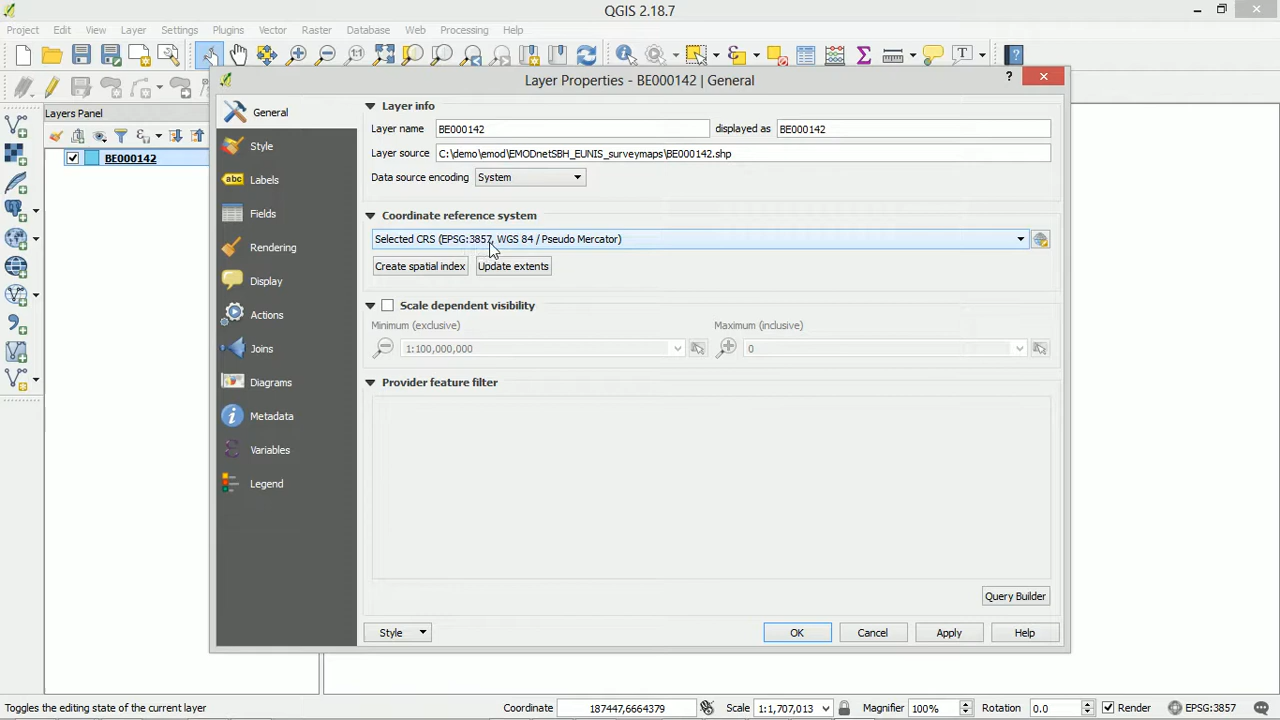 QGIS 2.18.7
Project Edit View Layer Settings Plugins Vector Raster Database Web Processing Help
Layer Properties - BE000142 | General
Layers Panel
BE000142
General
Style
Labels
Fields
Rendering
Display
Actions
Joins
Diagrams
Metadata
Variables
Legend
Layer info
Layer name BE000142 displayed as BE000142
Layer source C:\demo\emod\EMODnetSBH_EUNIS_surveymaps\BE000142.shp
Data source encoding System
Coordinate reference system
Selected CRS (EPSG:3857, WGS 84 / Pseudo Mercator)
Create spatial index Update extents
Scale dependent visibility
Minimum (exclusive) Maximum (inclusive)
1:100,000,000 0
Provider feature filter
Query Builder
Style OK Cancel Apply Help
Toggles the editing state of the current layer Coordinate 187447,6664379 Scale 1:1,707,013 Magnifier 100% Rotation 0.0 Render EPSG:3857